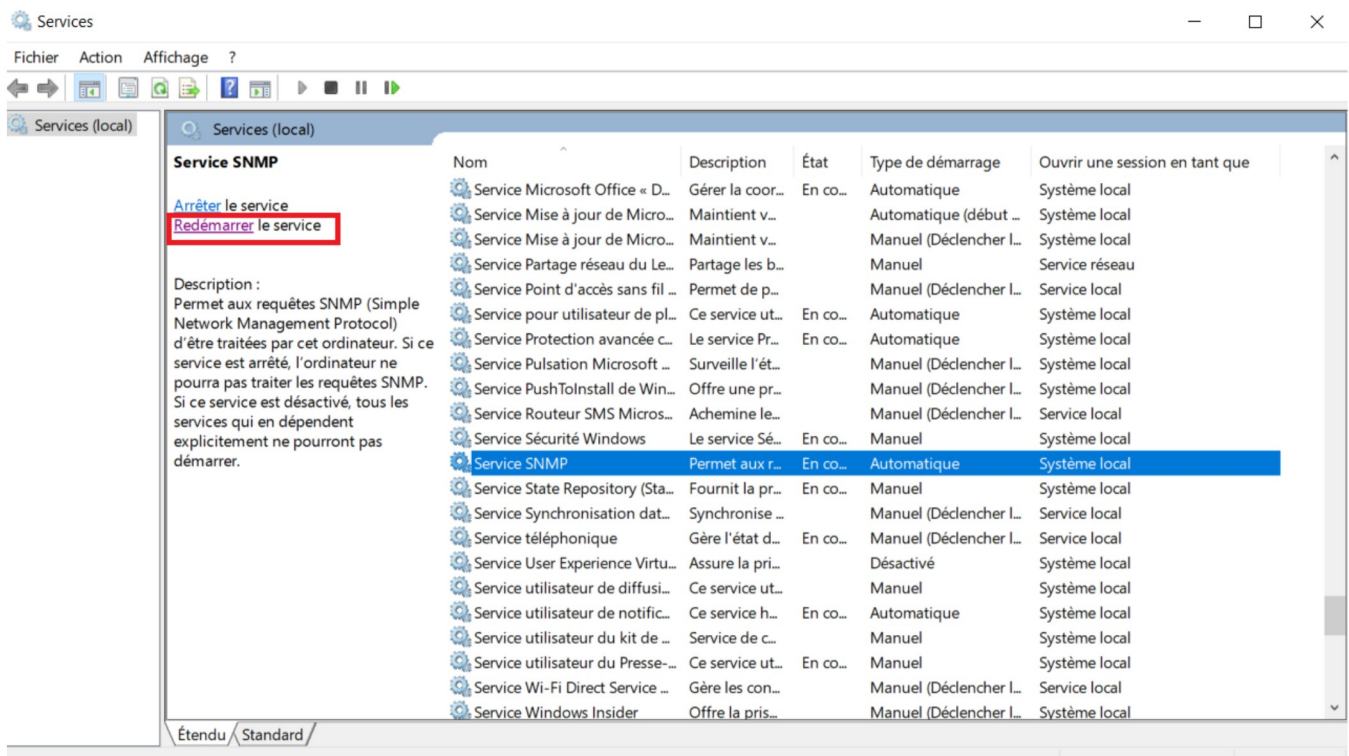 Services
Fichier Action Affichage ?
Services (local)
Services (local)
Service SNMP
Arrêter le service
Redémarrer le service
Description :
Permet aux requêtes SNMP (Simple
Network Management Protocol)
d'être traitées par cet ordinateur. Si ce
service est arrêté, l'ordinateur ne
pourra pas traiter les requêtes SNMP.
Si ce service est désactivé, tous les
services qui en dépendent
explicitement ne pourront pas
démarrer.
Nom Description État Type de démarrage Ouvrir une session en tant que
Service Microsoft Office « D... Gérer la coor... En co... Automatique Système local
Service Mise à jour de Micro... Maintient v... Automatique (début ... Système local
Service Mise à jour de Micro... Maintient v... Manuel (Déclencher l... Système local
Service Partage réseau du Le... Partage les b... Manuel Service réseau
Service Point d'accès sans fil ... Permet de p... Manuel (Déclencher l... Service local
Service pour utilisateur de pl... Ce service ut... En co... Automatique Système local
Service Protection avancée c... Le service Pr... En co... Automatique Système local
Service Pulsation Microsoft ... Surveille l'ét... Manuel (Déclencher l... Système local
Service PushToInstall de Win... Offre une pr... Manuel (Déclencher l... Système local
Service Routeur SMS Micros... Achemine le... Manuel (Déclencher l... Service local
Service Sécurité Windows Le service Sé... En co... Manuel Système local
Service SNMP Permet aux r... En co... Automatique Système local
Service State Repository (Sta... Fournit la pr... En co... Manuel Système local
Service Synchronisation dat... Synchronise ... Manuel (Déclencher l... Service local
Service téléphonique Gère l'état d... En co... Manuel (Déclencher l... Service local
Service User Experience Virtu... Assure la pri... Désactivé Système local
Service utilisateur de diffusi... Ce service ut... Manuel Système local
Service utilisateur de notific... Ce service h... En co... Automatique Système local
Service utilisateur du kit de ... Service de c... Manuel Système local
Service utilisateur du Presse-... Ce service ut... En co... Manuel Système local
Service Wi-Fi Direct Service ... Gère les con... Manuel (Déclencher l... Service local
Service Windows Insider Offre la pris... Manuel (Déclencher l... Système local
Étendu Standard